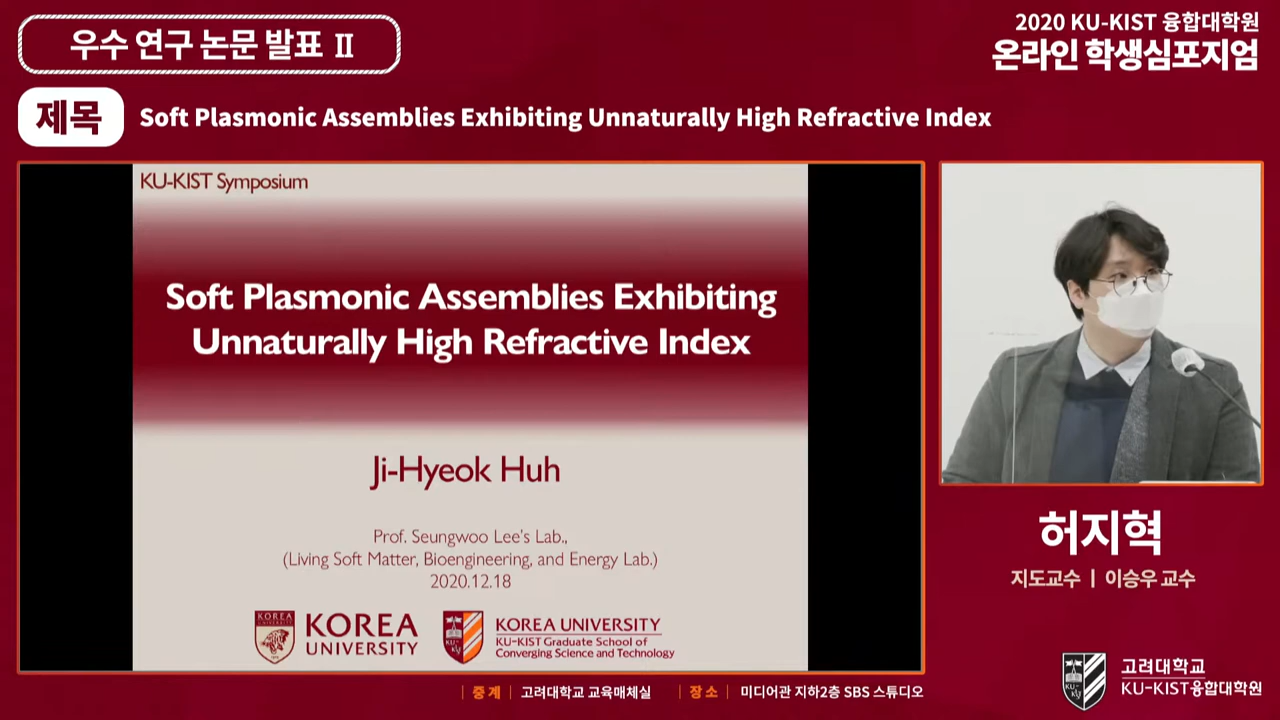 우수 연구 논문 발표 Ⅱ
2020 KU-KIST 융합대학원
온라인 학생심포지엄
제목
Soft Plasmonic Assemblies Exhibiting Unnaturally High Refractive Index
KU-KIST Symposium
Soft Plasmonic Assemblies Exhibiting
Unnaturally High Refractive Index
Ji-Hyeok Huh
Prof. Seungwoo Lee's Lab.,
(Living Soft Matter, Bioengineering, and Energy Lab.)
2020.12.18
KOREA
UNIVERSITY
KOREA
UNIVERSITY
KU-KIST
KOREA UNIVERSITY
KU-KIST Graduate School of
Converging Science and Technology
허지혁
지도교수 | 이승우 교수
KU-KIST
고려대학교
KU-KIST융합대학원
| 중 계 | 고려대학교 교육매체실 | 장 소 | 미디어관 지하2층 SBS 스튜디오